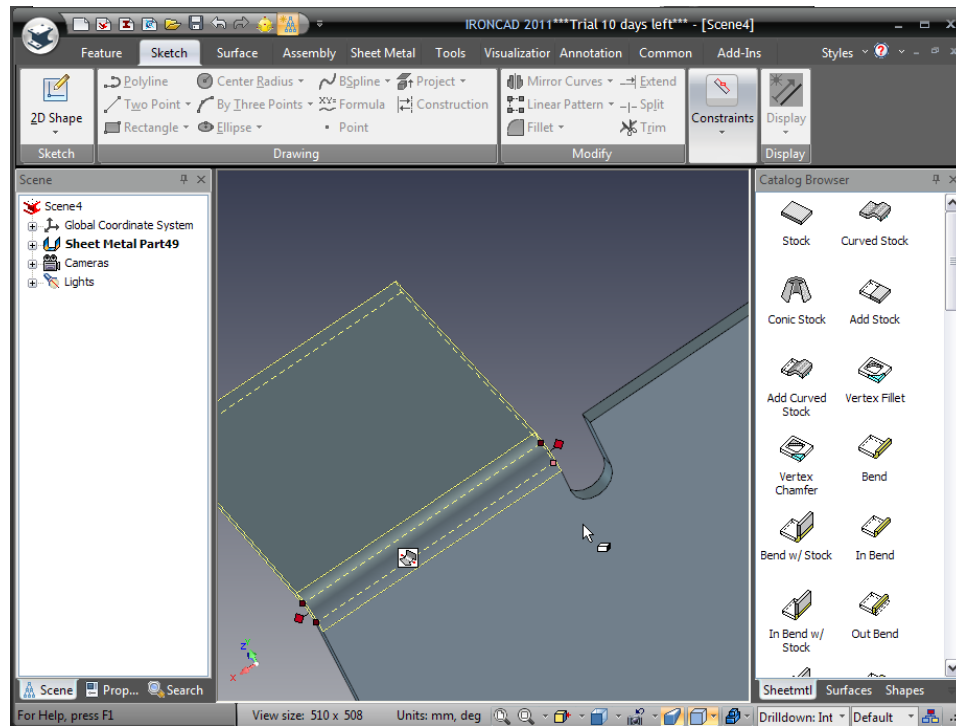 IRONCAD 2011***Trial 10 days left*** - [Scene4]
Feature Sketch Surface Assembly Sheet Metal Tools Visualization Annotation Common Add-Ins Styles
Polyline Center Radius BSpline Project Mirror Curves Extend
2D Shape Two Point By Three Points XY= Formula Construction Linear Pattern Split Constraints Display
Rectangle Ellipse Point Fillet Trim
Sketch Drawing Modify Display
Scene Catalog Browser
Scene4
Global Coordinate System
Sheet Metal Part49
Cameras
Lights
Stock Curved Stock
Conic Stock Add Stock
Add Curved Stock Vertex Fillet
Vertex Chamfer Bend
Bend w/ Stock In Bend
In Bend w/ Stock Out Bend
z
x
Scene Prop... Search Sheetmtl Surfaces Shapes
For Help, press F1 View size: 510 x 508 Units: mm, deg Drilldown: Int Default